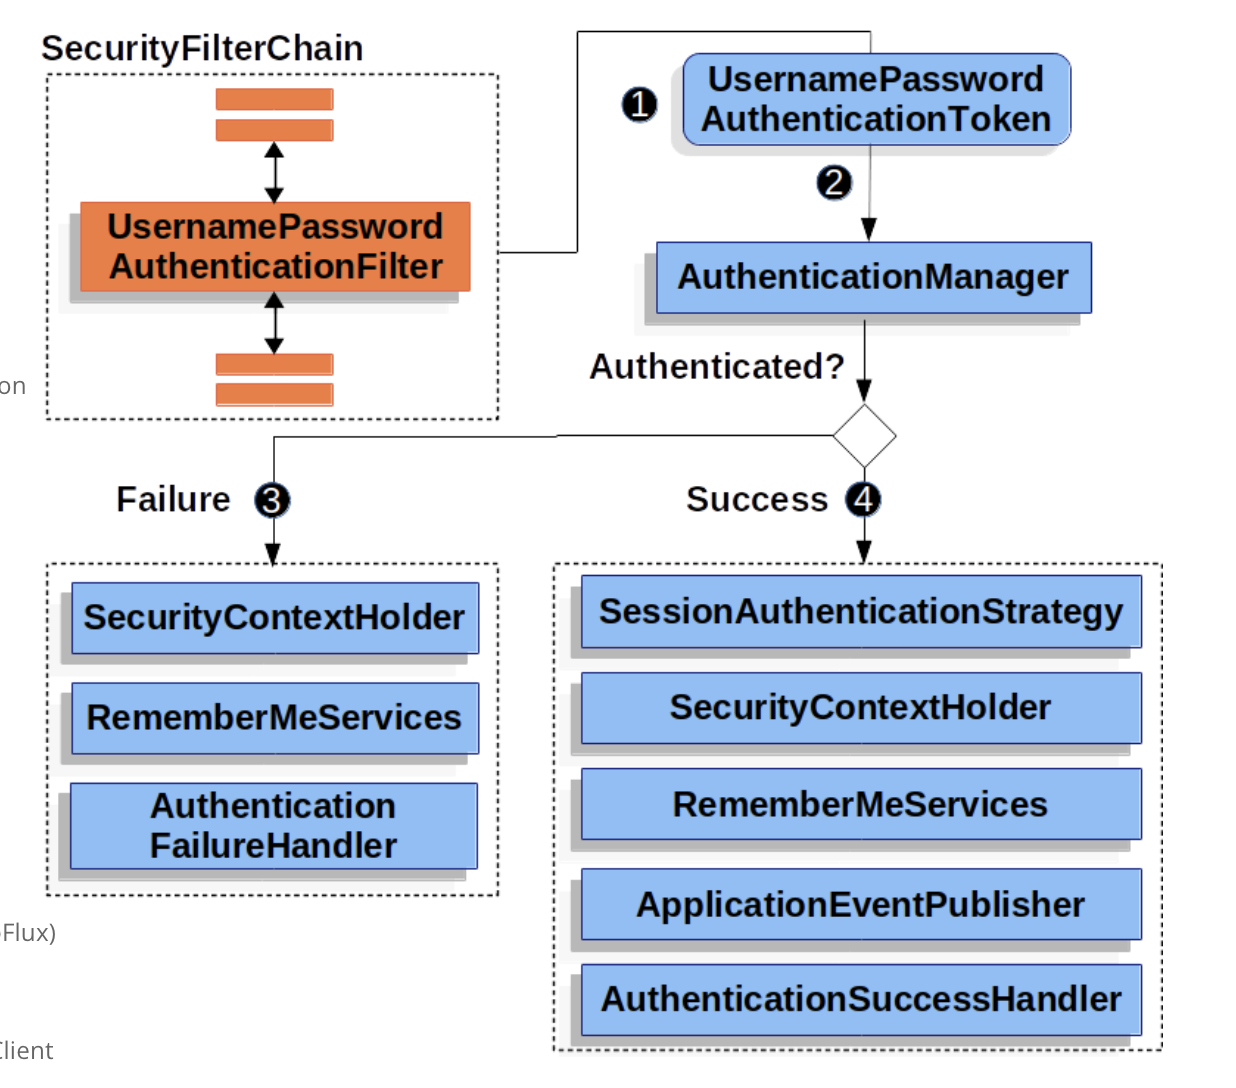 SecurityFilterChain
UsernamePassword
AuthenticationFilter
1
UsernamePassword
AuthenticationToken
2
AuthenticationManager
Authenticated?
on
Failure 3
Success 4
SecurityContextHolder
RememberMeServices
Authentication
FailureHandler
SessionAuthenticationStrategy
SecurityContextHolder
RememberMeServices
ApplicationEventPublisher
AuthenticationSuccessHandler
Flux)
Client